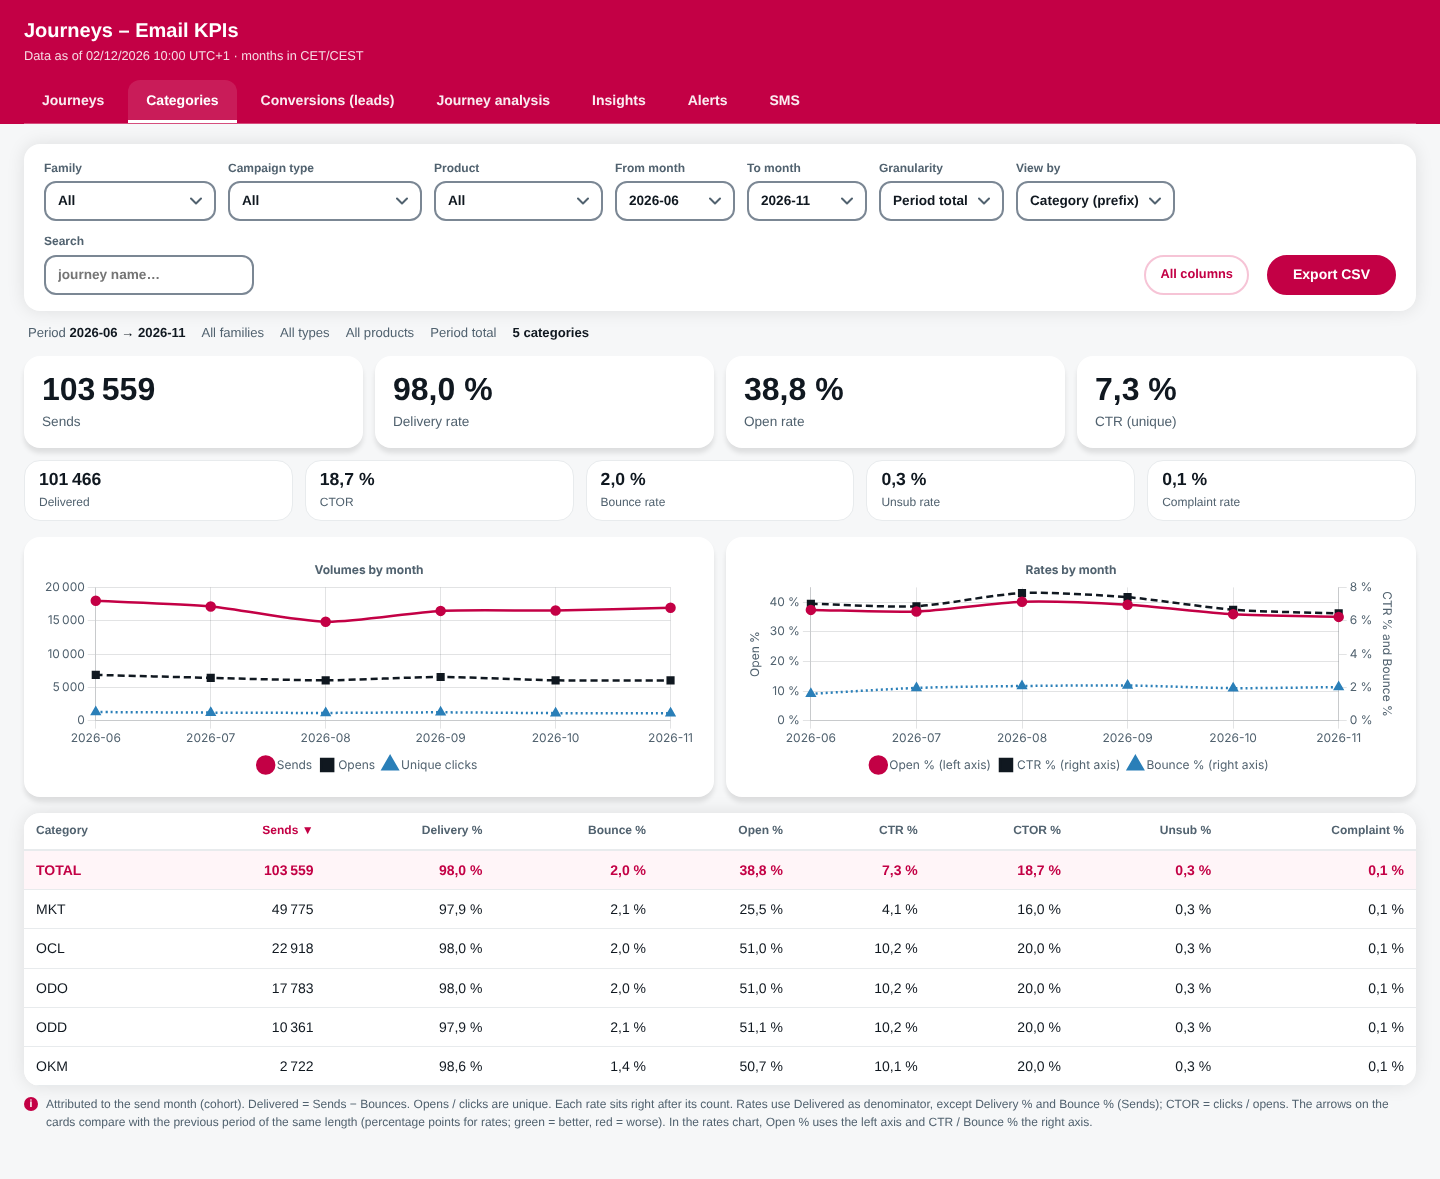 Journeys – Email KPIs
Data as of 02/12/2026 10:00 UTC+1 · months in CET/CEST
Journeys Categories Conversions (leads) Journey analysis Insights Alerts SMS
Family Campaign type Product From month To month Granularity View by
All All All 2026-06 2026-11 Period total Category (prefix)
Search
journey name… All columns Export CSV
Period 2026-06 → 2026-11 All families All types All products Period total 5 categories
103 559 98,0 % 38,8 % 7,3 %
Sends Delivery rate Open rate CTR (unique)
101 466 18,7 % 2,0 % 0,3 % 0,1 %
Delivered CTOR Bounce rate Unsub rate Complaint rate
Volumes by month
20 000
15 000
10 000
5 000
0
2026-06 2026-07 2026-08 2026-09 2026-10 2026-11
Sends Opens Unique clicks
Rates by month
Open %
40 %
30 %
20 %
10 %
0 %
8 %
6 %
4 %
2 %
0 %
CTR % and Bounce %
2026-06 2026-07 2026-08 2026-09 2026-10 2026-11
Open % (left axis) CTR % (right axis) Bounce % (right axis)
Category Sends ▼ Delivery % Bounce % Open % CTR % CTOR % Unsub % Complaint %
TOTAL 103 559 98,0 % 2,0 % 38,8 % 7,3 % 18,7 % 0,3 % 0,1 %
MKT 49 775 97,9 % 2,1 % 25,5 % 4,1 % 16,0 % 0,3 % 0,1 %
OCL 22 918 98,0 % 2,0 % 51,0 % 10,2 % 20,0 % 0,3 % 0,1 %
ODO 17 783 98,0 % 2,0 % 51,0 % 10,2 % 20,0 % 0,3 % 0,1 %
ODD 10 361 97,9 % 2,1 % 51,1 % 10,2 % 20,0 % 0,3 % 0,1 %
OKM 2 722 98,6 % 1,4 % 50,7 % 10,1 % 20,0 % 0,3 % 0,1 %
i Attributed to the send month (cohort). Delivered = Sends − Bounces. Opens / clicks are unique. Each rate sits right after its count. Rates use Delivered as denominator, except Delivery % and Bounce % (Sends); CTOR = clicks / opens. The arrows on the
cards compare with the previous period of the same length (percentage points for rates; green = better, red = worse). In the rates chart, Open % uses the left axis and CTR / Bounce % the right axis.